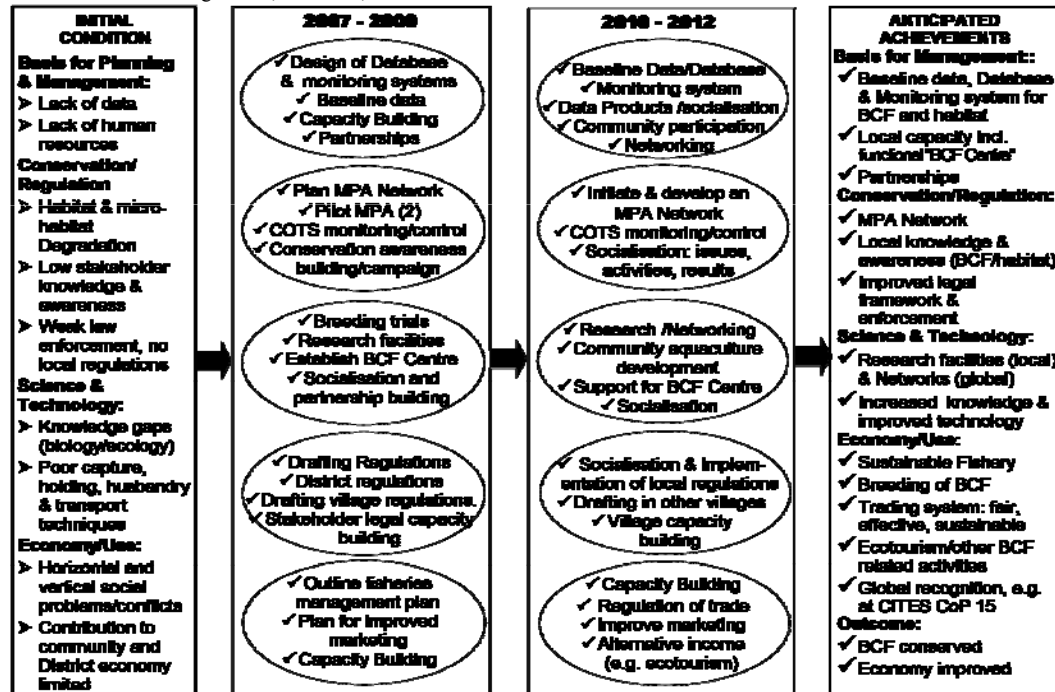 INITIAL
CONDITION
Basis for Planning
& Management:
➢ Lack of data
➢ Lack of human
resources
Conservation/
Regulation
➢ Habitat & micro-
habitat
Degradation
➢ Low stakeholder
knowledge &
awareness
➢ Weak law
enforcement, no
local regulations
Science &
Technology:
➢ Knowledge gaps
(biology/ecology)
➢ Poor capture,
holding, husbandry
& transport
techniques
Economy/Use:
➢ Horizontal and
vertical social
problems/conflicts
➢ Contribution to
community and
District economy
limited
2007 - 2009
✓ Design of Database
& monitoring systems
✓ Baseline data
✓ Capacity Building
✓ Partnerships
✓ Plan MPA Network
✓ Pilot MPA (2)
✓ COTS monitoring/control
✓ Conservation awareness
building/campaign
✓ Breeding trials
✓ Research facilities
✓ Establish BCF Centre
✓ Socialisation and
partnership building
✓ Drafting Regulations
✓ District regulations
✓ Drafting village regulations.
✓ Stakeholder legal capacity
building
✓ Outline fisheries
management plan
✓ Plan for improved
marketing
✓ Capacity Building
2010 - 2012
✓ Baseline Data/Database
✓ Monitoring system
✓ Data Products /socialisation
✓ Community participation
✓ Networking
✓ Initiate & develop an
MPA Network
✓ COTS monitoring/control
✓ Socialisation: issues,
activities, results
✓ Research /Networking
✓ Community aquaculture
development
✓ Support for BCF Centre
✓ Socialisation
✓ Socialisation & Implem-
entation of local regulations
✓ Drafting in other villages
✓ Village capacity
building
✓ Capacity Building
✓ Regulation of trade
✓ Improve marketing
✓ Alternative income
(e.g. ecotourism)
ANTICIPATED
ACHIEVEMENTS
Basis for Management::
✓ Baseline data, Database
& Monitoring system for
BCF and habitat
✓ Local capacity incl.
functional "BCF Centre"
✓ Partnerships
Conservation/Regulation:
✓ MPA Network
✓ Local knowledge &
awareness (BCF/habitat)
✓ Improved legal
framework &
enforcement
Science & Technology:
✓ Research facilities (local)
& Networks (global)
✓ Increased knowledge &
improved technology
Economy/Use:
✓ Sustainable Fishery
✓ Breeding of BCF
✓ Trading system: fair,
effective, sustainable
✓ Ecotourism/other BCF
related activities
✓ Global recognition, e.g.
at CITES CoP 15
Outcome:
✓ BCF conserved
✓ Economy improved